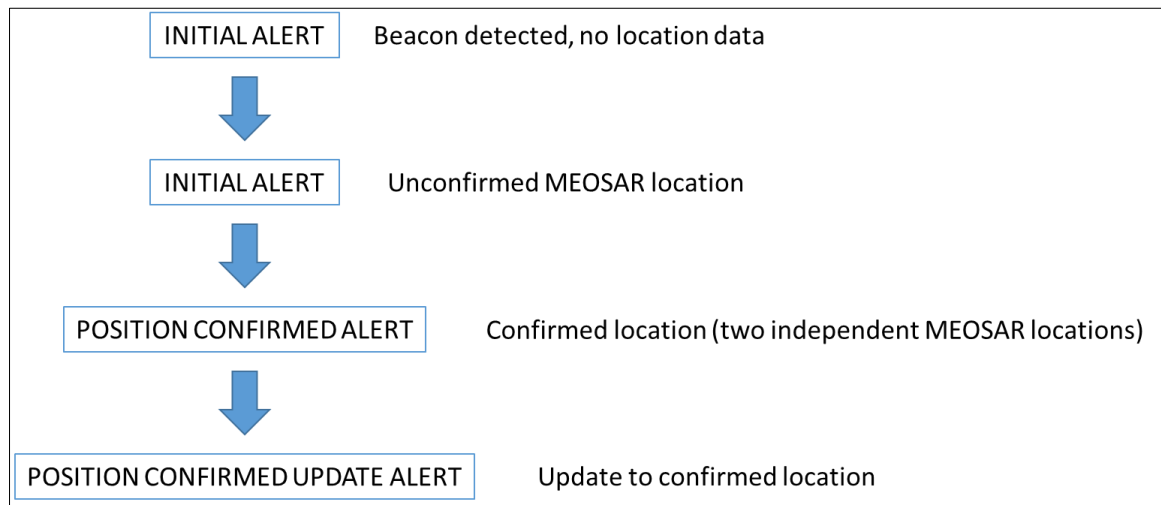 INITIAL ALERT Beacon detected, no location data
INITIAL ALERT Unconfirmed MEOSAR location
POSITION CONFIRMED ALERT Confirmed location (two independent MEOSAR locations)
POSITION CONFIRMED UPDATE ALERT Update to confirmed location